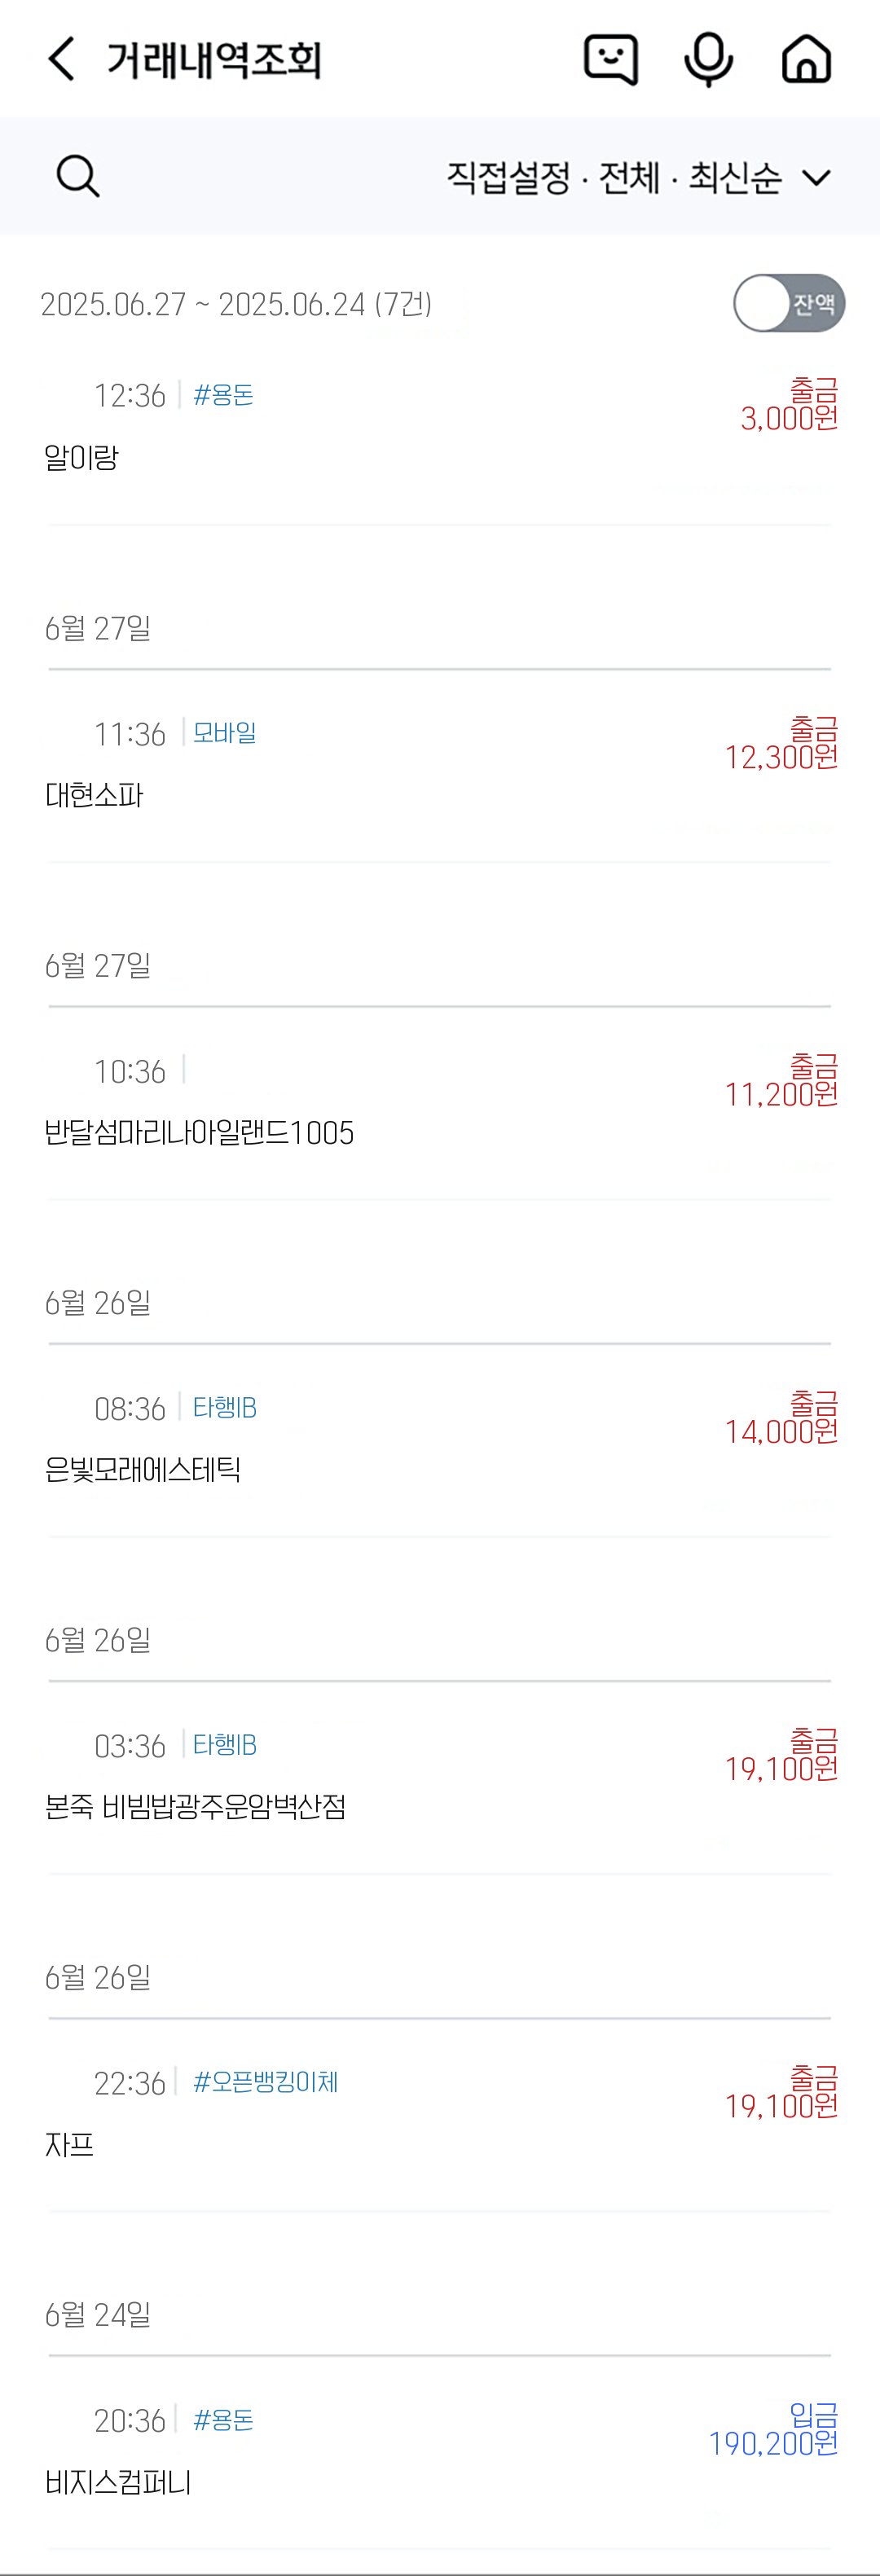 거래내역조회
직접설정 · 전체 · 최신순
2025.06.27 ~ 2025.06.24 (7건)
잔액
12:36 #용돈
출금
3,000원
알이랑
6월 27일
11:36 모바일
출금
12,300원
대현소파
6월 27일
10:36
출금
11,200원
반달섬마리나아일랜드1005
6월 26일
08:36 타행IB
출금
14,000원
은빛모래에스테틱
6월 26일
03:36 타행IB
출금
19,100원
본죽 비빔밥광주운암벽산점
6월 26일
22:36 #오픈뱅킹이체
출금
19,100원
자프
6월 24일
20:36 #용돈
입금
190,200원
비지스컴퍼니